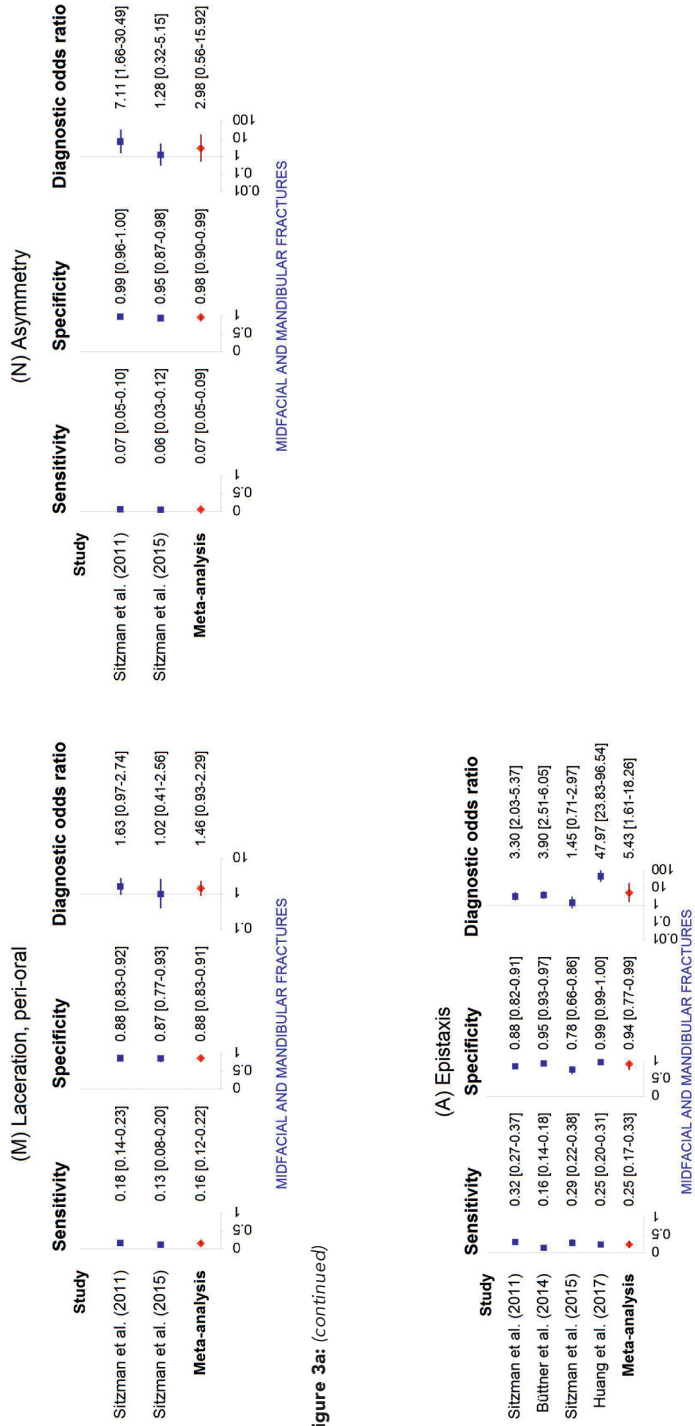 (M) Laceration, peri-oral
Study Sensitivity Specificity Diagnostic odds ratio
Sitzman et al. (2011) 0.18 [0.14-0.23] 0.88 [0.83-0.92] 1.63 [0.97-2.74]
Sitzman et al. (2015) 0.13 [0.08-0.20] 0.87 [0.77-0.93] 1.02 [0.41-2.56]
Meta-analysis 0.16 [0.12-0.22] 0.88 [0.83-0.91] 1.46 [0.93-2.29]
0 0.5 1 0 0.5 1 0.1 1 10
MIDFACIAL AND MANDIBULAR FRACTURES
(N) Asymmetry
Study Sensitivity Specificity Diagnostic odds ratio
Sitzman et al. (2011) 0.07 [0.05-0.10] 0.99 [0.96-1.00] 7.11 [1.66-30.49]
Sitzman et al. (2015) 0.06 [0.03-0.12] 0.95 [0.87-0.98] 1.28 [0.32-5.15]
Meta-analysis 0.07 [0.05-0.09] 0.98 [0.90-0.99] 2.98 [0.56-15.92]
0 0.5 1 0 0.5 1 0.01 0.1 1 10 100
MIDFACIAL AND MANDIBULAR FRACTURES
igure 3a: (continued)
(A) Epistaxis
Study Sensitivity Specificity Diagnostic odds ratio
Sitzman et al. (2011) 0.32 [0.27-0.37] 0.88 [0.82-0.91] 3.30 [2.03-5.37]
Büttner et al. (2014) 0.16 [0.14-0.18] 0.95 [0.93-0.97] 3.90 [2.51-6.05]
Sitzman et al. (2015) 0.29 [0.22-0.38] 0.78 [0.66-0.86] 1.45 [0.71-2.97]
Huang et al. (2017) 0.25 [0.20-0.31] 0.99 [0.99-1.00] 47.97 [23.83-96.54]
Meta-analysis 0.25 [0.17-0.33] 0.94 [0.77-0.99] 5.43 [1.61-18.26]
0 0.5 1 0 0.5 1 0.01 0.1 1 10 100
MIDFACIAL AND MANDIBULAR FRACTURES